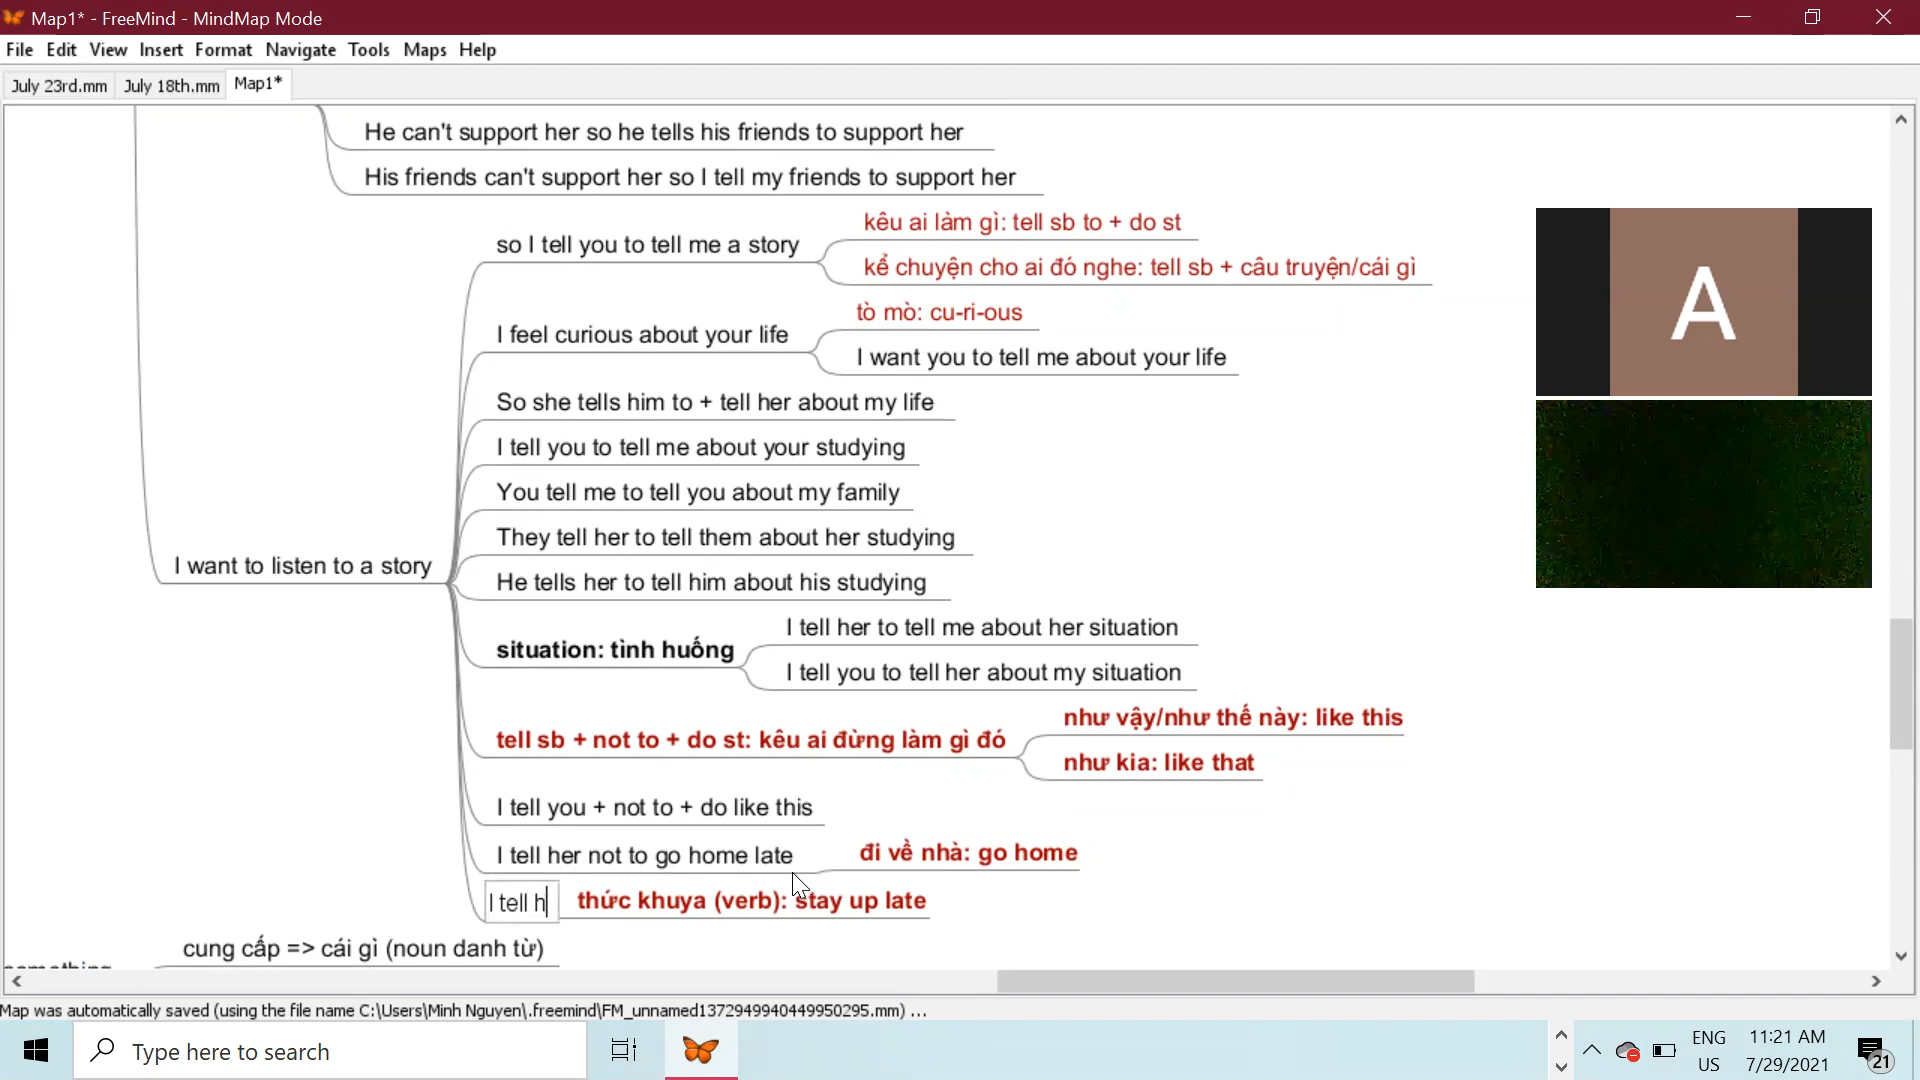 Map1* - FreeMind - MindMap Mode
File Edit View Insert Format Navigate Tools Maps Help
July 23rd.mm July 18th.mm Map1*
He can't support her so he tells his friends to support her
His friends can't support her so I tell my friends to support her
so I tell you to tell me a story
kêu ai làm gì: tell sb to + do st
kể chuyện cho ai đó nghe: tell sb + câu truyện/cái gì
I feel curious about your life
tò mò: cu-ri-ous
I want you to tell me about your life
So she tells him to + tell her about my life
I tell you to tell me about your studying
You tell me to tell you about my family
They tell her to tell them about her studying
I want to listen to a story
He tells her to tell him about his studying
situation: tình huống
I tell her to tell me about her situation
I tell you to tell her about my situation
tell sb + not to + do st: kêu ai đừng làm gì đó
như vậy/như thế này: like this
như kia: like that
I tell you + not to + do like this
I tell her not to go home late
đi về nhà: go home
I tell h
thức khuya (verb): stay up late
cung cấp => cái gì (noun danh từ)
A
Map was automatically saved (using the file name C:\Users\Minh Nguyen\.freemind\FM_unnamed1372949940449950295.mm) ...
Type here to search
ENG
US
11:21 AM
7/29/2021
21